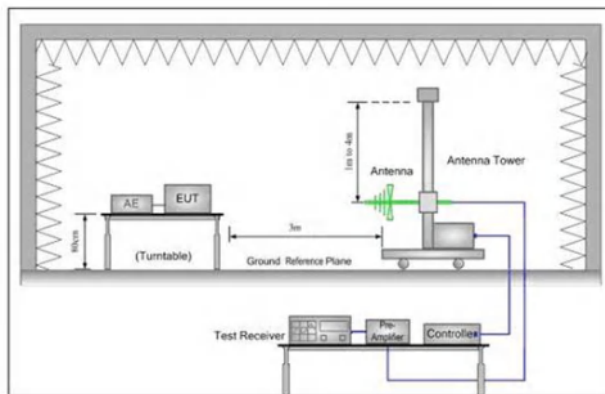 1m to 4m
Antenna
Antenna Tower
AE
EUT
80cm
(Turntable)
3m
Ground Reference Plane
Test Receiver
Pre-
Amplifier
Controller